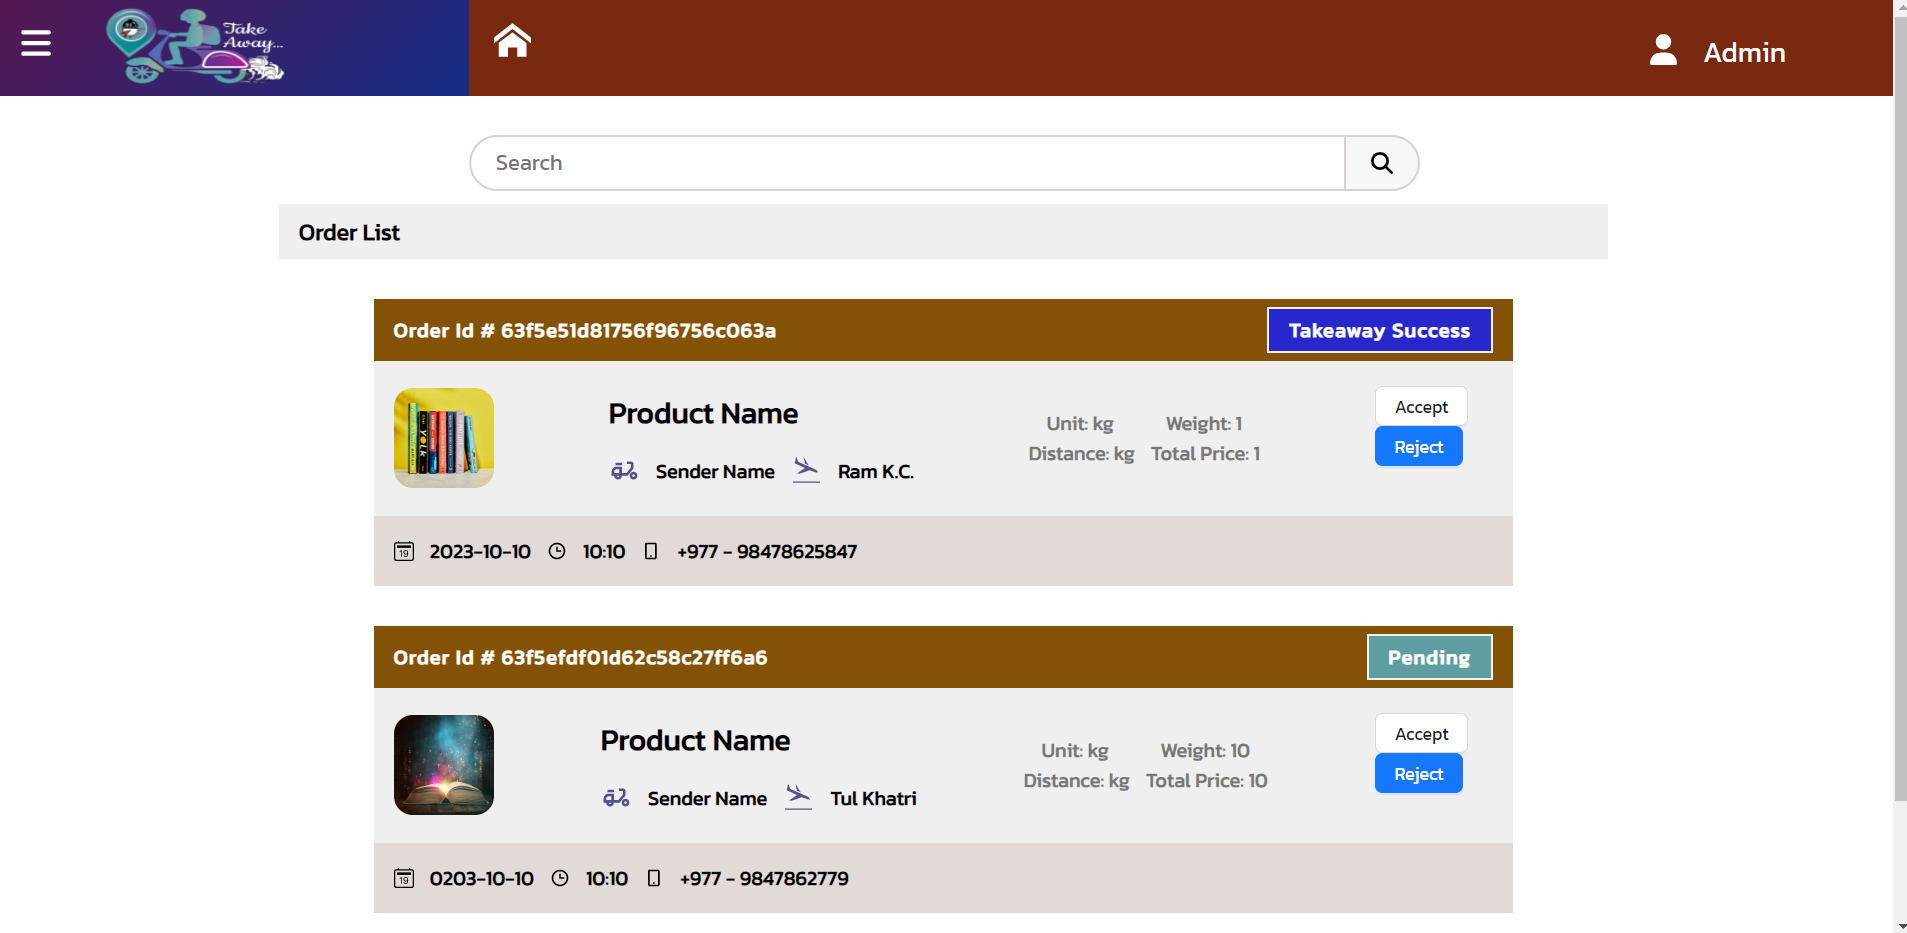 Take
Away...
Admin
Search
Order List
Order Id # 63f5e51d81756f96756c063a
Takeaway Success
Product Name
Sender Name
Ram K.C.
Unit: kg
Weight: 1
Distance: kg
Total Price: 1
Accept
Reject
YOLK
19
2023-10-10
10:10
+977 - 98478625847
Order Id # 63f5efdf01d62c58c27ff6a6
Pending
Product Name
Sender Name
Tul Khatri
Unit: kg
Weight: 10
Distance: kg
Total Price: 10
Accept
Reject
19
0203-10-10
10:10
+977 - 9847862779